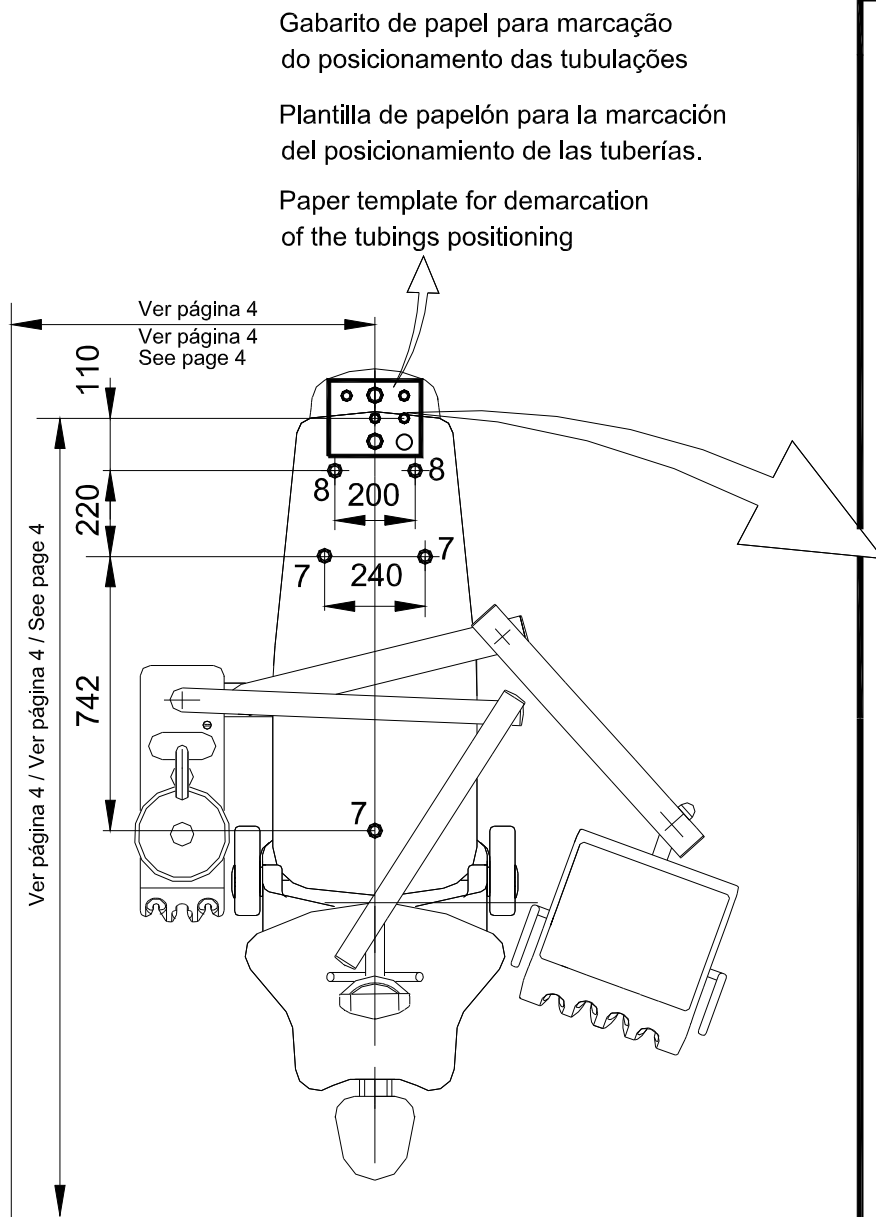 Gabarito de papel para marcação
do posicionamento das tubulações
Plantilla de papelón para la marcación
del posicionamiento de las tuberías.
Paper template for demarcation
of the tubings positioning
Ver página 4
Ver página 4
See page 4
110
8
8
200
220
7
7
240
742
7
Ver página 4 / Ver página 4 / See page 4